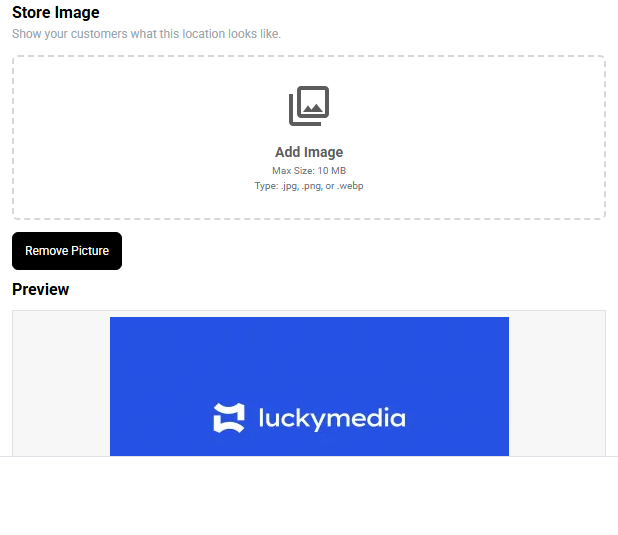 Store Image
Show your customers what this location looks like.
Add Image
Max Size: 10 MB
Type: .jpg, .png, or .webp
Remove Picture
Preview
luckymedia